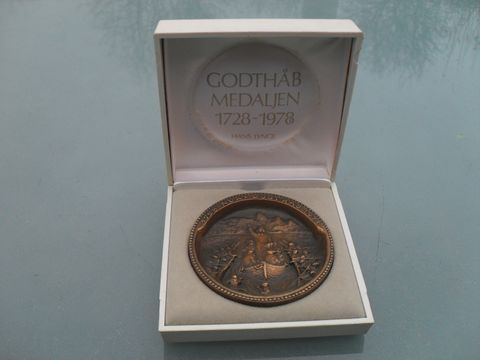 GODTHÅB
MEDALJEN
1728-1978
HANS LYNGE